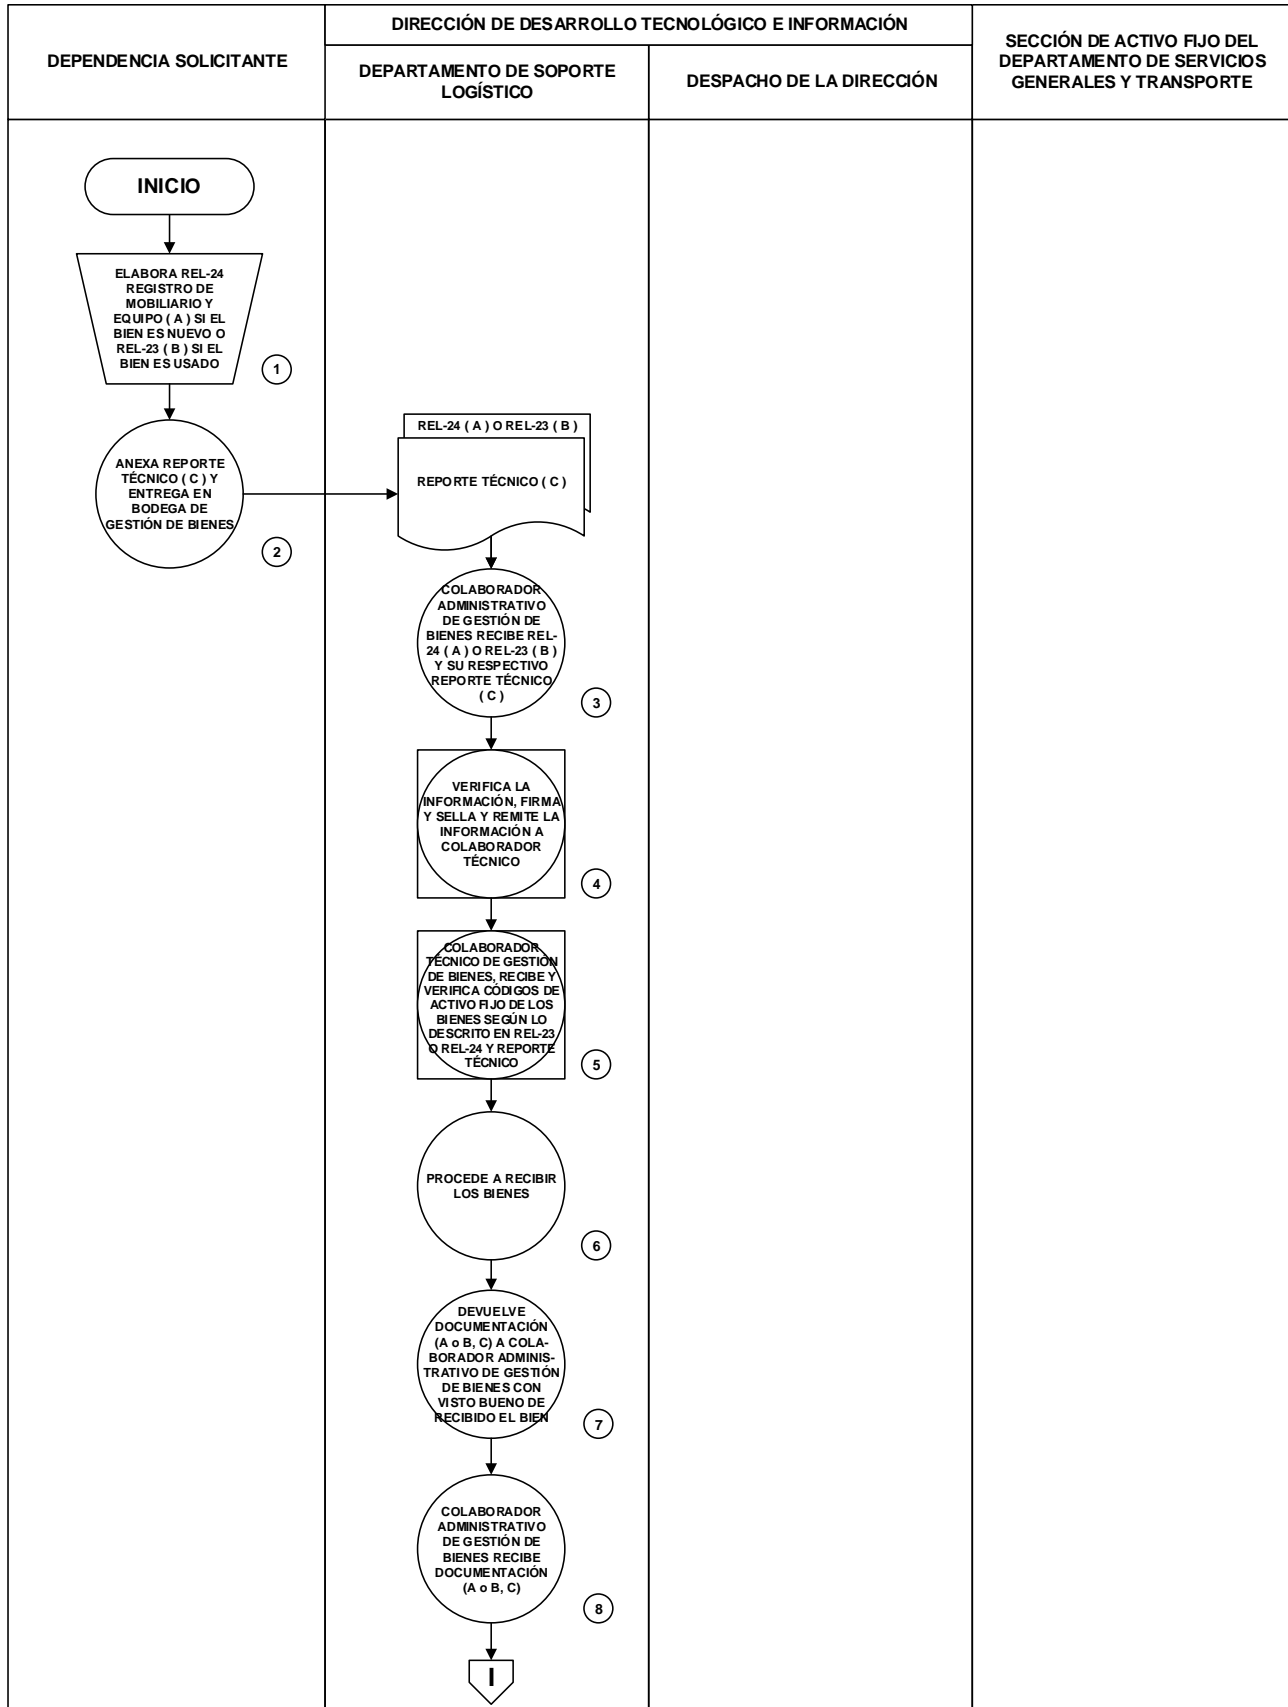 DEPENDENCIA SOLICITANTE
DIRECCIÓN DE DESARROLLO TECNOLÓGICO E INFORMACIÓN
DEPARTAMENTO DE SOPORTE
LOGÍSTICO
DESPACHO DE LA DIRECCIÓN
SECCIÓN DE ACTIVO FIJO DEL
DEPARTAMENTO DE SERVICIOS
GENERALES Y TRANSPORTE
INICIO
ELABORA REL-24
REGISTRO DE
MOBILIARIO Y
EQUIPO ( A ) SI EL
BIEN ES NUEVO O
REL-23 ( B ) SI EL
BIEN ES USADO
1
ANEXA REPORTE
TÉCNICO ( C ) Y
ENTREGA EN
BODEGA DE
GESTIÓN DE BIENES
2
REL-24 ( A ) O REL-23 ( B )
REPORTE TÉCNICO ( C )
COLABORADOR
ADMINISTRATIVO
DE GESTIÓN DE
BIENES RECIBE REL-
24 ( A ) O REL-23 ( B )
Y SU RESPECTIVO
REPORTE TÉCNICO
( C )
3
VERIFICA LA
INFORMACIÓN, FIRMA
Y SELLA Y REMITE LA
INFORMACIÓN A
COLABORADOR
TÉCNICO
4
COLABORADOR
TÉCNICO DE GESTIÓN
DE BIENES, RECIBE Y
VERIFICA CÓDIGOS DE
ACTIVO FIJO DE LOS
BIENES SEGÚN LO
DESCRITO EN REL-23
O REL-24 Y REPORTE
TÉCNICO
5
PROCEDE A RECIBIR
LOS BIENES
6
DEVUELVE
DOCUMENTACIÓN
(A o B, C) A COLA-
BORADOR ADMINIS-
TRATIVO DE GESTIÓN
DE BIENES CON
VISTO BUENO DE
RECIBIDO EL BIEN
7
COLABORADOR
ADMINISTRATIVO
DE GESTIÓN DE
BIENES RECIBE
DOCUMENTACIÓN
(A o B, C)
8
I